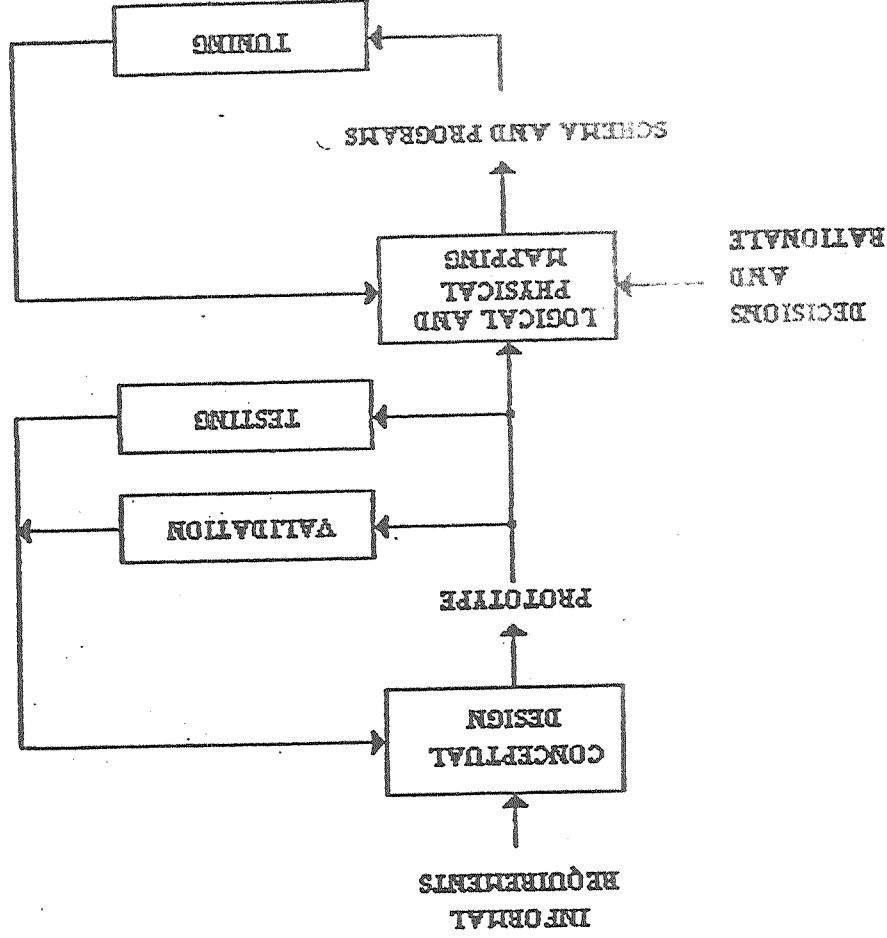 INFORMAL
REQUIREMENTS
CONCEPTUAL
DESIGN
PROTOTYPE
VALIDATION
TESTING
LOGICAL AND
PHYSICAL
MAPPING
DECISIONS
AND
RATIONALE
SCHEMA AND PROGRAMS
TUNING